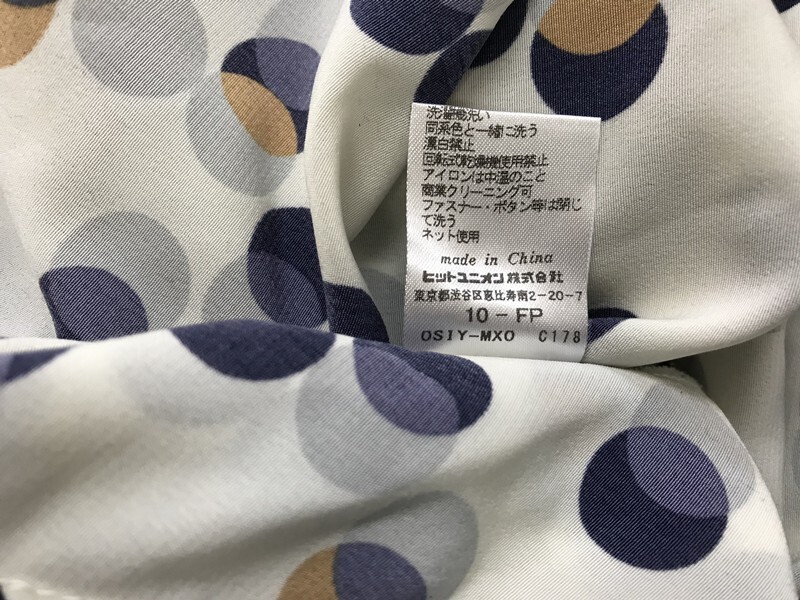 洗濯機洗い
同系色と一緒に洗う
漂白禁止
回転式乾燥機使用禁止
アイロンは中温のこと
商業クリーニング可
ファスナー・ボタン等は閉じ
て洗う
ネット使用
made in China
ヒットユニオン株式会社
東京都渋谷区恵比寿南2-20-7
10-FP
OS1Y-MXO C178